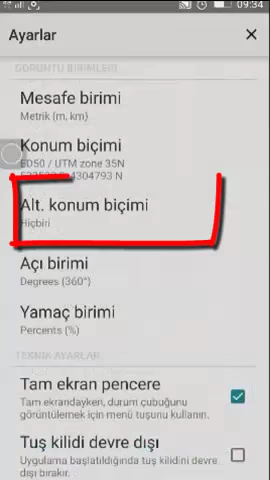 09:34
Ayarlar
GÖRÜNTÜ BİRİMLERİ
Mesafe birimi
Metrik (m, km)
Konum biçimi
ED50 / UTM zone 35N
4304793 N
Alt. konum biçimi
Hiçbiri
Açı birimi
Degrees (360°)
Yamaç birimi
Percents (%)
TEKNİK AYARLAR
Tam ekran pencere
Tam ekrandayken, durum çubuğunu
görüntülemek için menü tuşunu kullanın.
Tuş kilidi devre dışı
Uygulama başlatıldığında tuş kilidini devre
dışı bırakır.